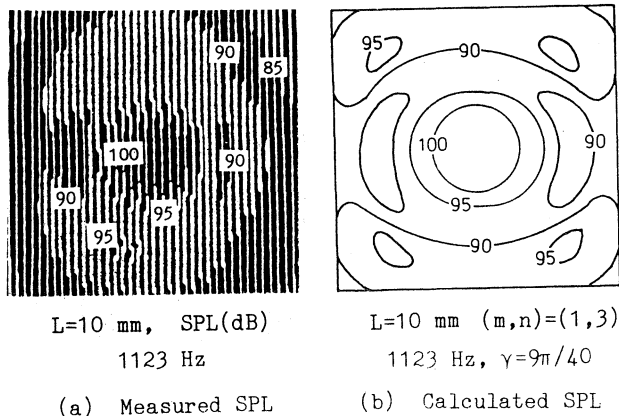 90
85
100
90
90
95
95
L=10 mm, SPL(dB)
1123 Hz
(a) Measured SPL
95
90
100
90
95
90
95
L=10 mm (m,n)=(1,3)
1123 Hz, γ=9π/40
(b) Calculated SPL